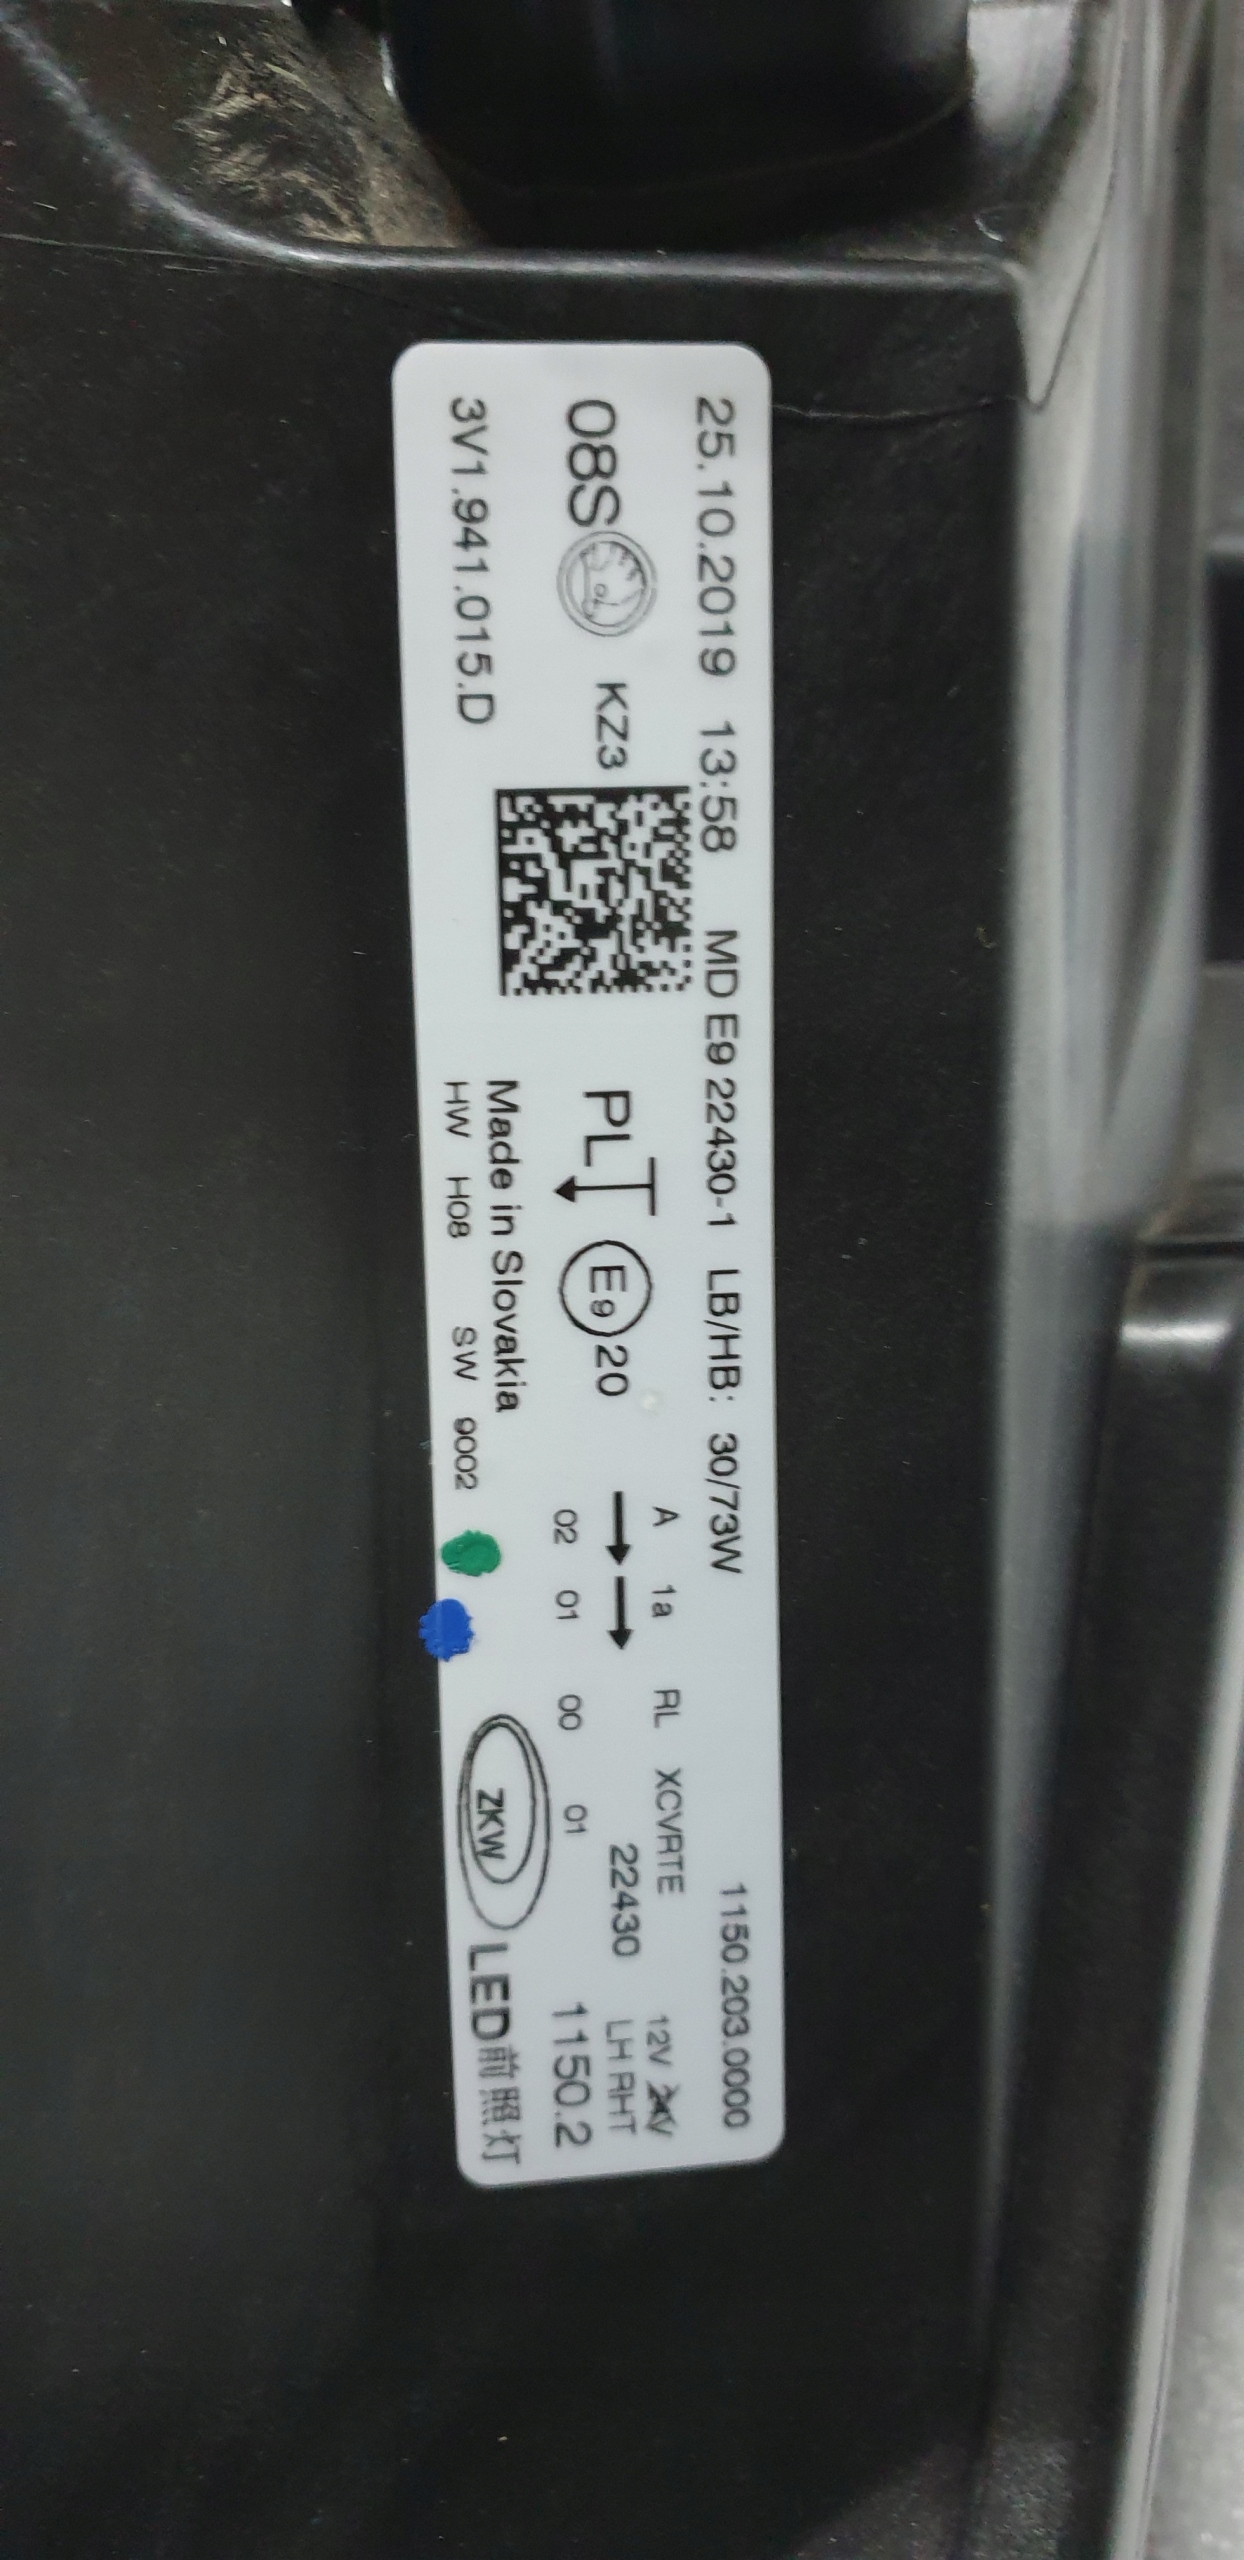 25.10.2019 13:58 MD E9 22430-1 LB/HB: 30/73W 1150.203.0000
08S KZ3 PL E9 20
A 1a RL XCVRTE 12V 24V
22430 LH RHT
02 01 00 01 1150.2
3V1.941.015.D
Made in Slovakia
HW H08 SW 9002
ZKW LED前照灯